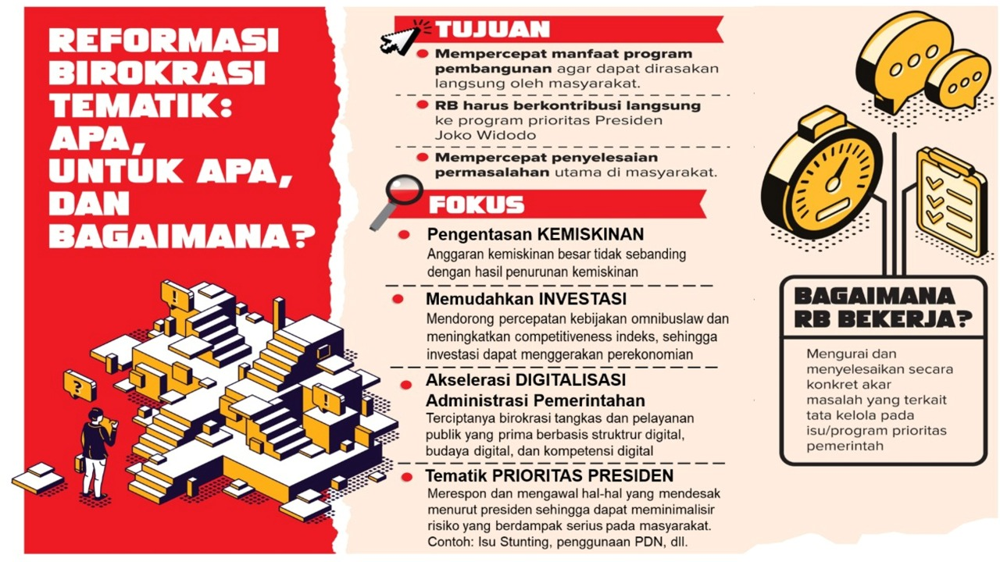 REFORMASI
BIROKRASI
TEMATIK:
APA,
UNTUK APA,
DAN
BAGAIMANA?
!
?
!
TUJUAN
Mempercepat manfaat program
pembangunan agar dapat dirasakan
langsung oleh masyarakat.
RB harus berkontribusi langsung
ke program prioritas Presiden
Joko Widodo
Mempercepat penyelesaian
permasalahan utama di masyarakat.
FOKUS
Pengentasan KEMISKINAN
Anggaran kemiskinan besar tidak sebanding
dengan hasil penurunan kemiskinan
Memudahkan INVESTASI
Mendorong percepatan kebijakan omnibuslaw dan
meningkatkan competitiveness indeks, sehingga
investasi dapat menggerakan perekonomian
Akselerasi DIGITALISASI
Administrasi Pemerintahan
Terciptanya birokrasi tangkas dan pelayanan
publik yang prima berbasis struktrur digital,
budaya digital, dan kompetensi digital
Tematik PRIORITAS PRESIDEN
Merespon dan mengawal hal-hal yang mendesak
menurut presiden sehingga dapat meminimalisir
risiko yang berdampak serius pada masyarakat.
Contoh: Isu Stunting, penggunaan PDN, dll.
BAGAIMANA
RB BEKERJA?
Mengurai dan
menyelesaikan secara
konkret akar
masalah yang terkait
tata kelola pada
isu/program prioritas
pemerintah